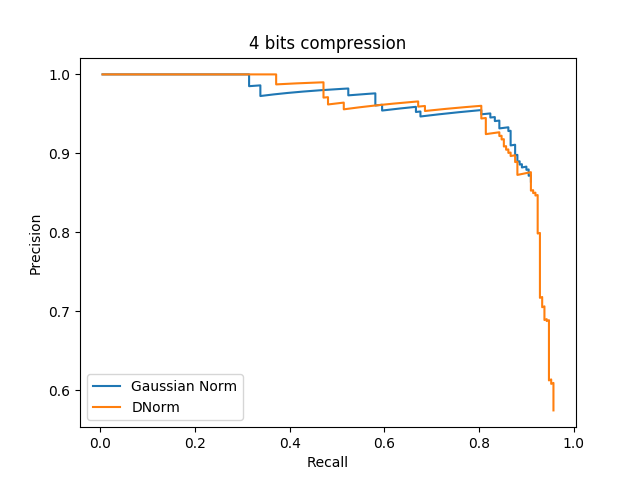 4 bits compression
1.0
0.9
0.8
0.7
0.6
Precision
Gaussian Norm
DNorm
0.0 0.2 0.4 0.6 0.8 1.0
Recall